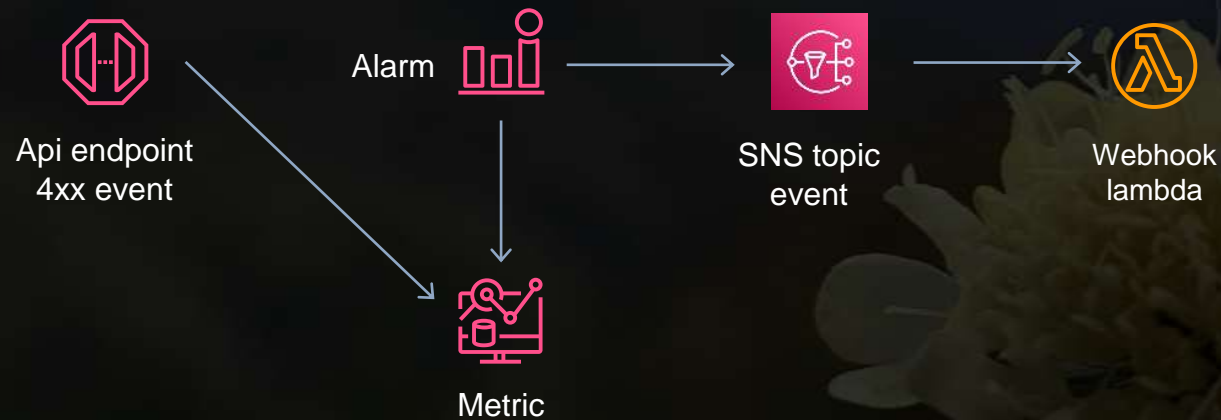 Alarm
Api endpoint
4xx event
SNS topic
event
Webhook
lambda
Metric